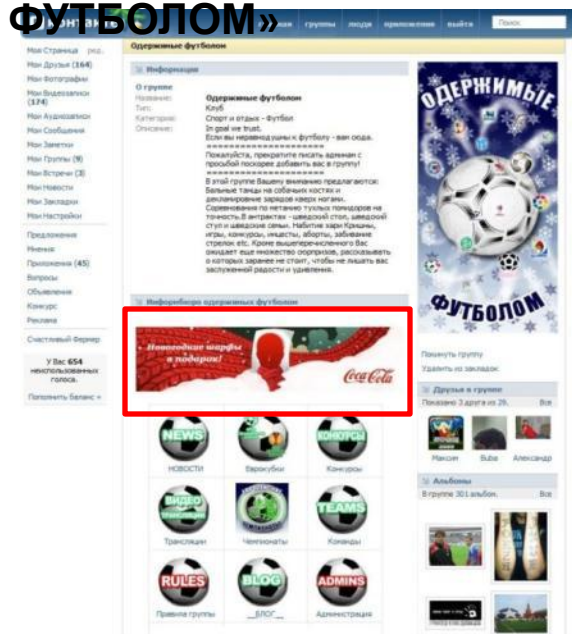 ФУТБОЛОМ»
группы люди приложения выйти Поиск
Одержимые футболом
Моя Страница ред.
Мои Друзья (164)
Мои Фотографии
Мои Видеозаписи
(174)
Мои Аудиозаписи
Мои Сообщения
Мои Заметки
Мои Группы (9)
Мои Встречи (3)
Мои Новости
Мои Закладки
Мои Настройки
Предложения
Мнения
Приложения (45)
Вопросы
Объявления
Конкурс
Реклама
Счастливый Фермер
У Вас 654
неиспользованных
голоса.
Пополнить баланс »
Информация
О группе
Название: Одержимые футболом
Тип: Клуб
Категория: Спорт и отдых - Футбол
Описание: In goal we trust.
Если вы неравнодушны к футболу - вам сюда.
Пожалуйста, прекратите писать админам с
просьбой поскорее добавить вас в группу!
В этой группе Вашему вниманию предлагаются:
Бальные танцы на собачьих костях и
декланирование зарядов кверх ногами.
Соревнования по метанию тухлых помидоров на
точность.В антрактах - шведский стол, шведский
стул и шведские семьи. Набитие хари Кришны,
игры, конкурсы, инцесты, аборты, забивание
стрелок etc. Кроме вышеперечисленного Вас
ожидает еще множество сюрпризов, рассказывать
о которых заранее не стоит, чтобы не лишать вас
заслуженной радости и удивления.
Информбюро одержимых футболом
Новогодние шарфы
в подарок!
Coca-Cola
NEWS
КОНКУРСЫ
НОВОСТИ Еврокубки Конкурсы
ВИДЕО
ТРАНСЛЯЦИИ
TEAMS
Трансляции Чемпионаты Команды
RULES BLOG ADMINS
Правила группы __БЛОГ__ Администрация
ОДЕРЖИМЫЕ
ФУТБОЛОМ
Покинуть группу
Удалить из закладок
Друзья в группе
Показано 3 друга из 29. Все
Максим Buba Александр
Альбомы
В группе 301 альбом. Все